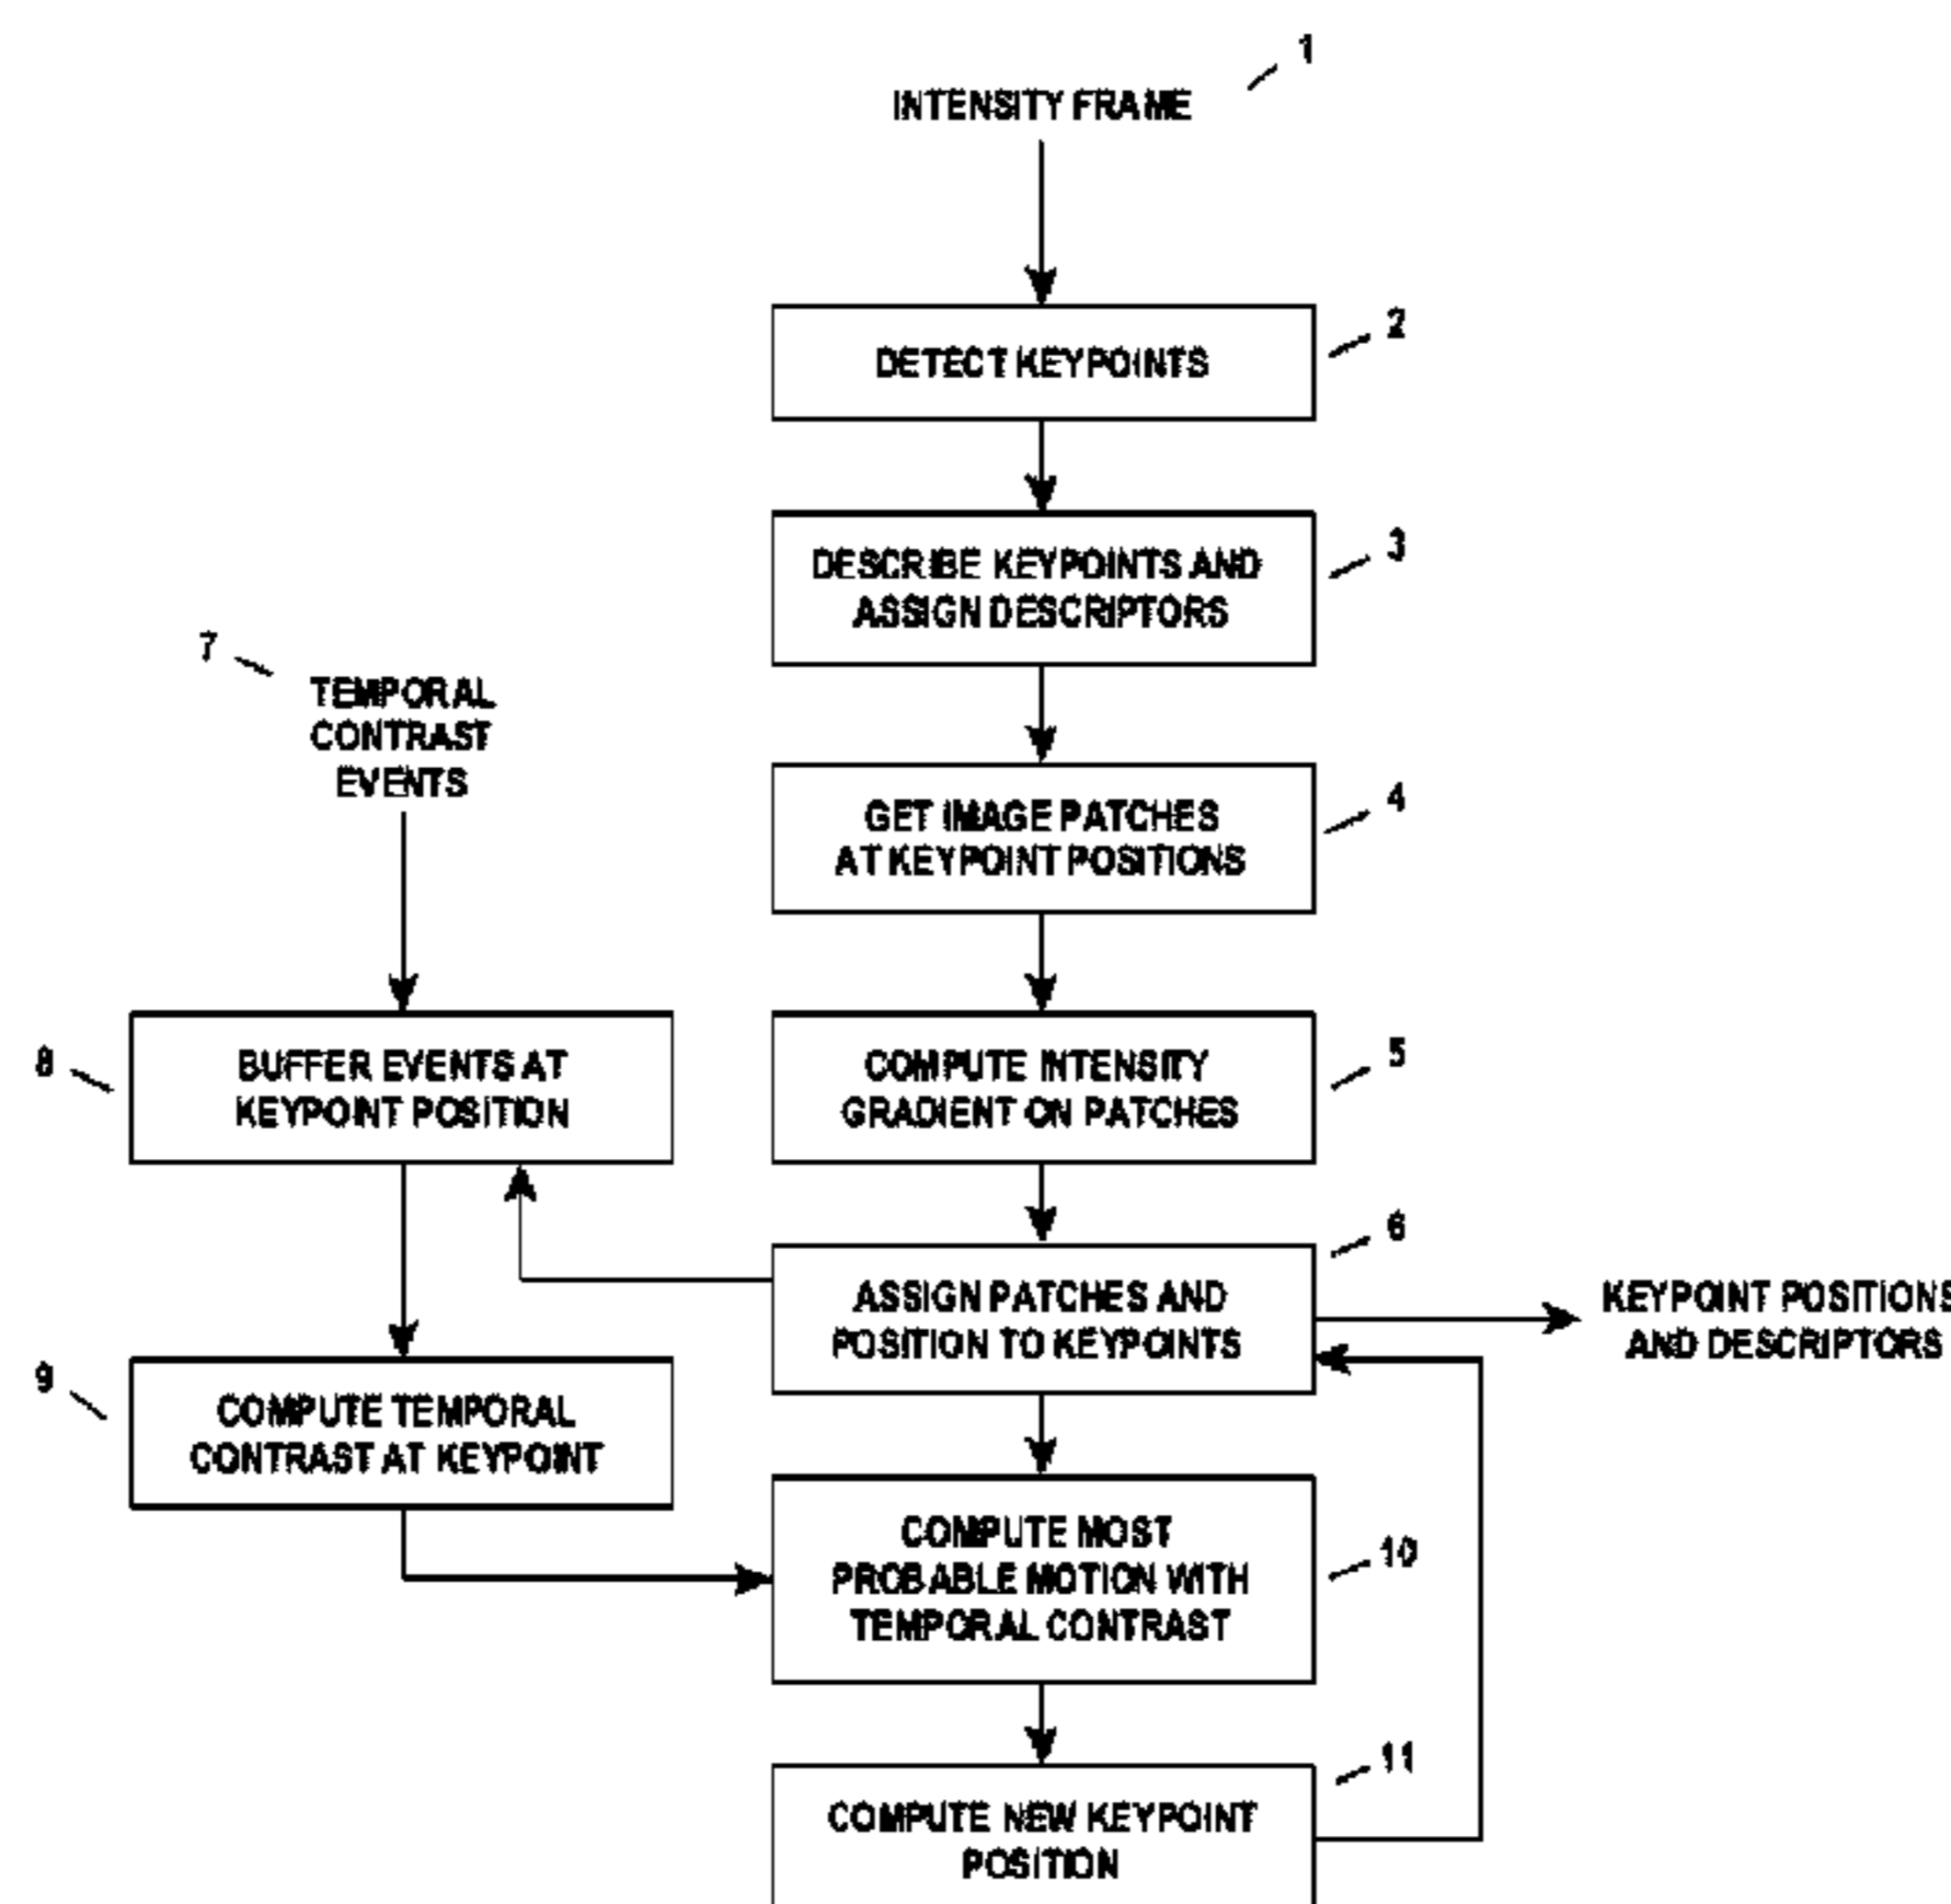 1
INTENSITY FRAME
2
DETECT KEYPOINTS
3
DESCRIBE KEYPOINTS AND
ASSIGN DESCRIPTORS
7
TEMPORAL
CONTRAST
EVENTS
4
GET IMAGE PATCHES
AT KEYPOINT POSITIONS
8
BUFFER EVENTS AT
KEYPOINT POSITION
5
COMPUTE INTENSITY
GRADIENT ON PATCHES
6
ASSIGN PATCHES AND
POSITION TO KEYPOINTS
KEYPOINT POSITIONS
AND DESCRIPTORS
9
COMPUTE TEMPORAL
CONTRAST AT KEYPOINT
10
COMPUTE MOST
PROBABLE MOTION WITH
TEMPORAL CONTRAST
11
COMPUTE NEW KEYPOINT
POSITION